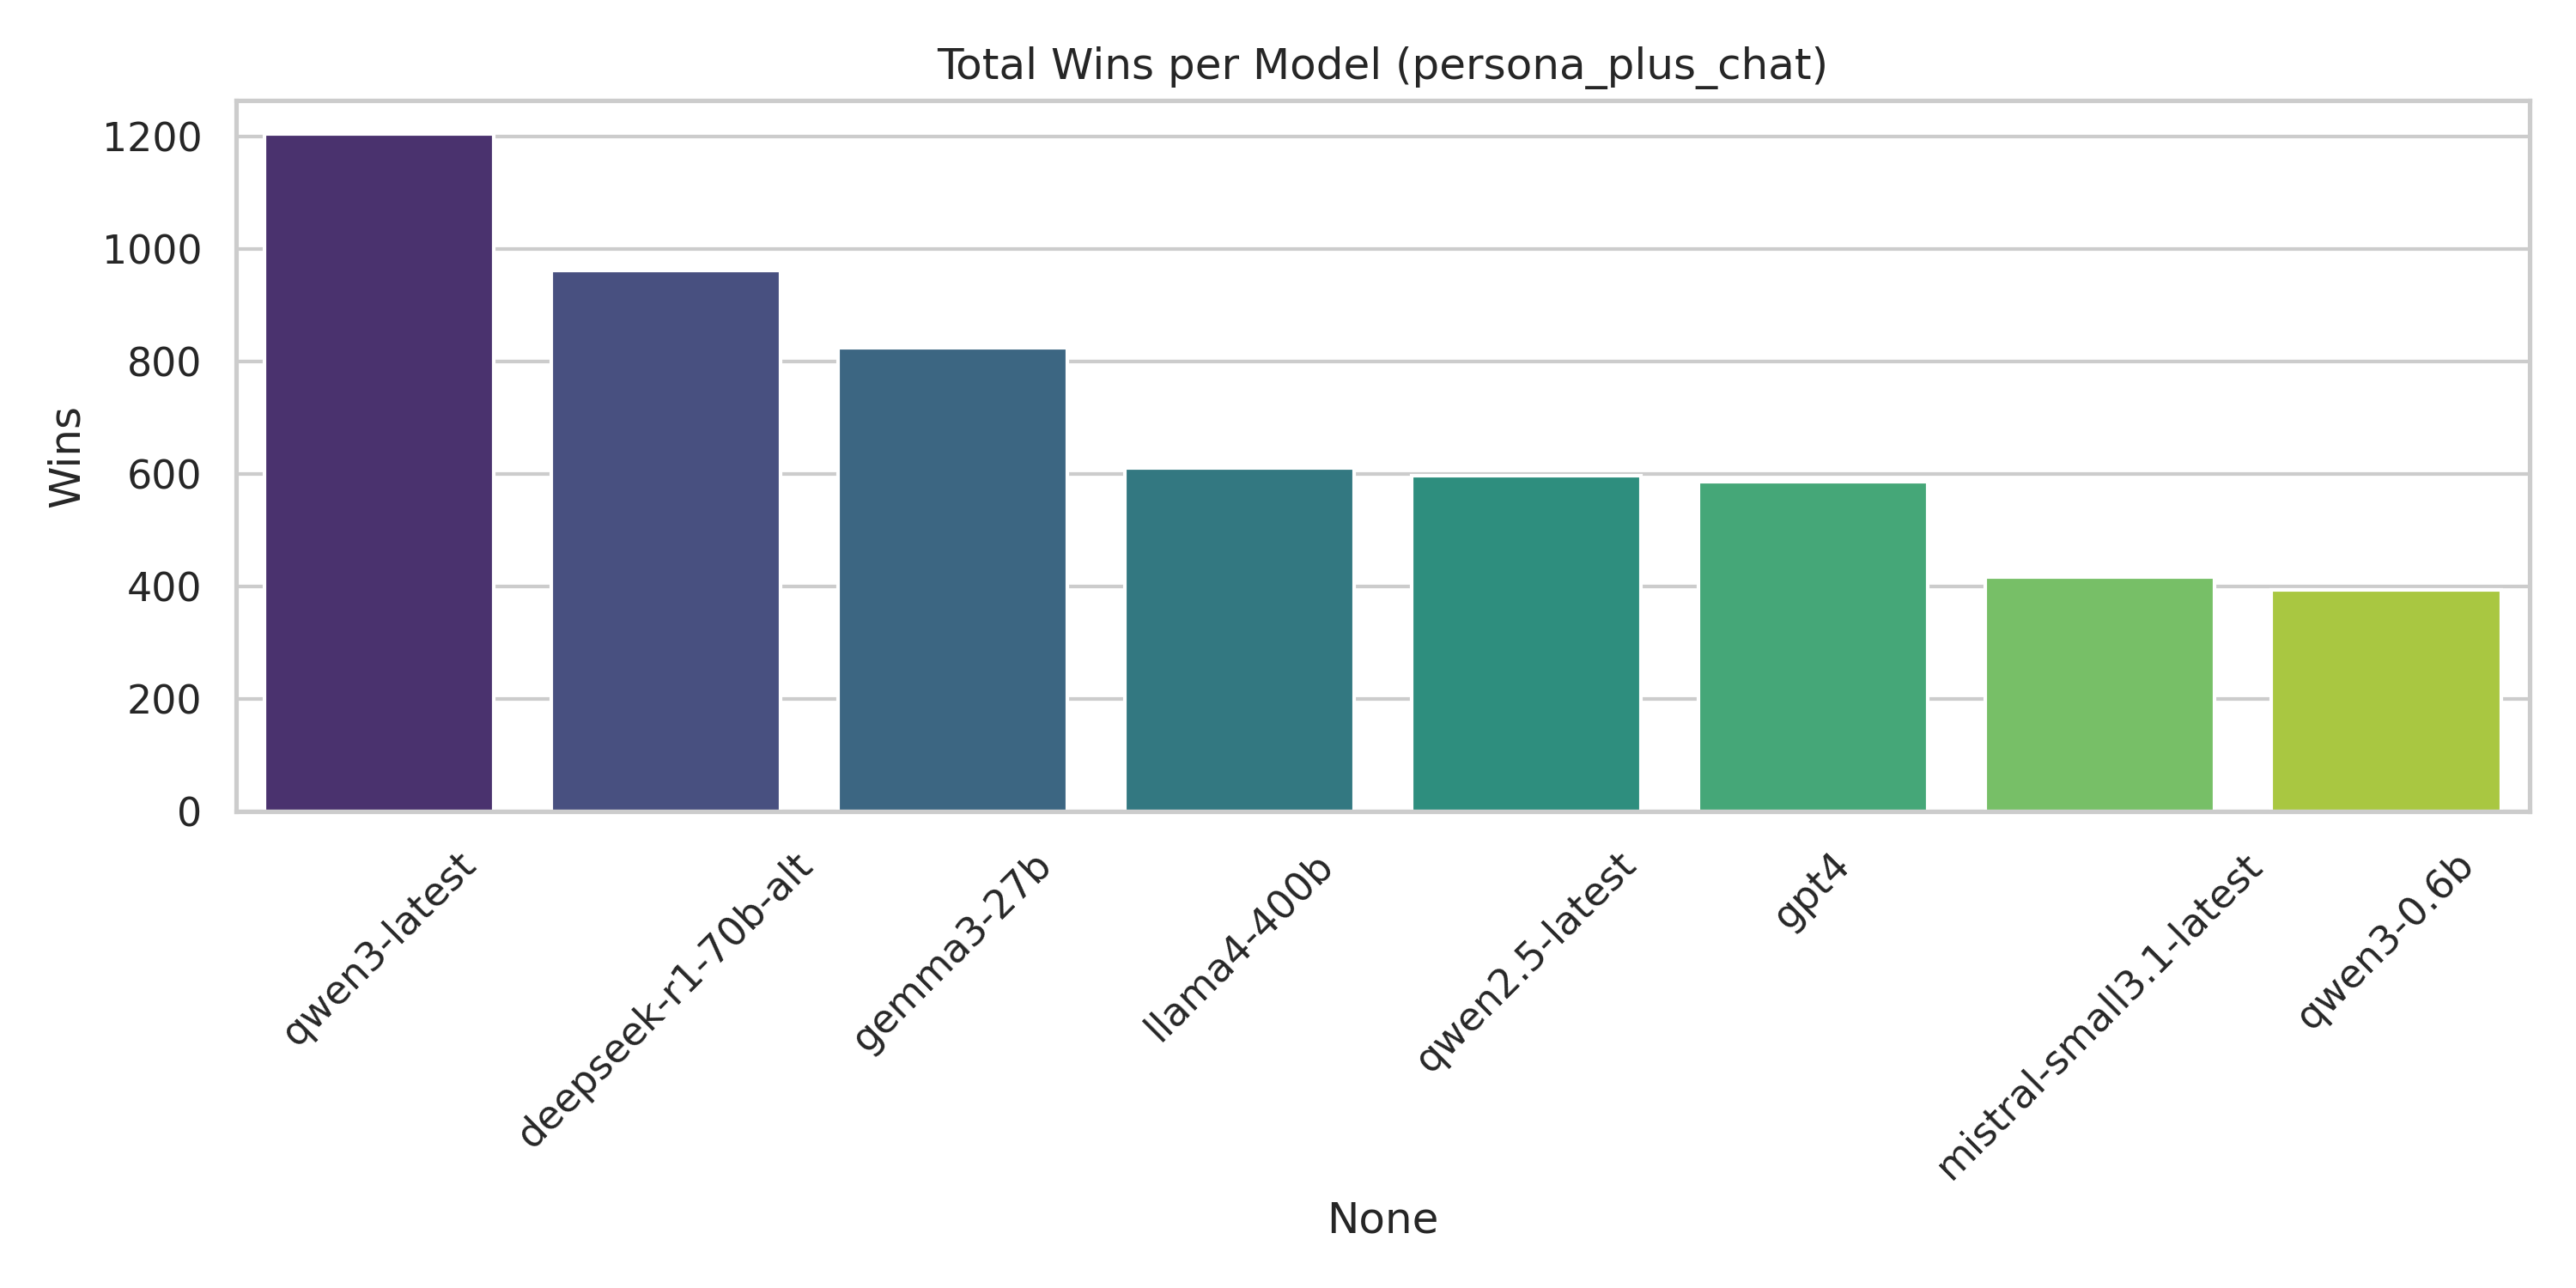 Total Wins per Model (persona_plus_chat)
Wins
1200
1000
800
600
400
200
0
qwen3-latest
deepseek-r1-70b-alt
gemma3-27b
llama4-400b
qwen2.5-latest
gpt4
mistral-small3.1-latest
qwen3-0.6b
None